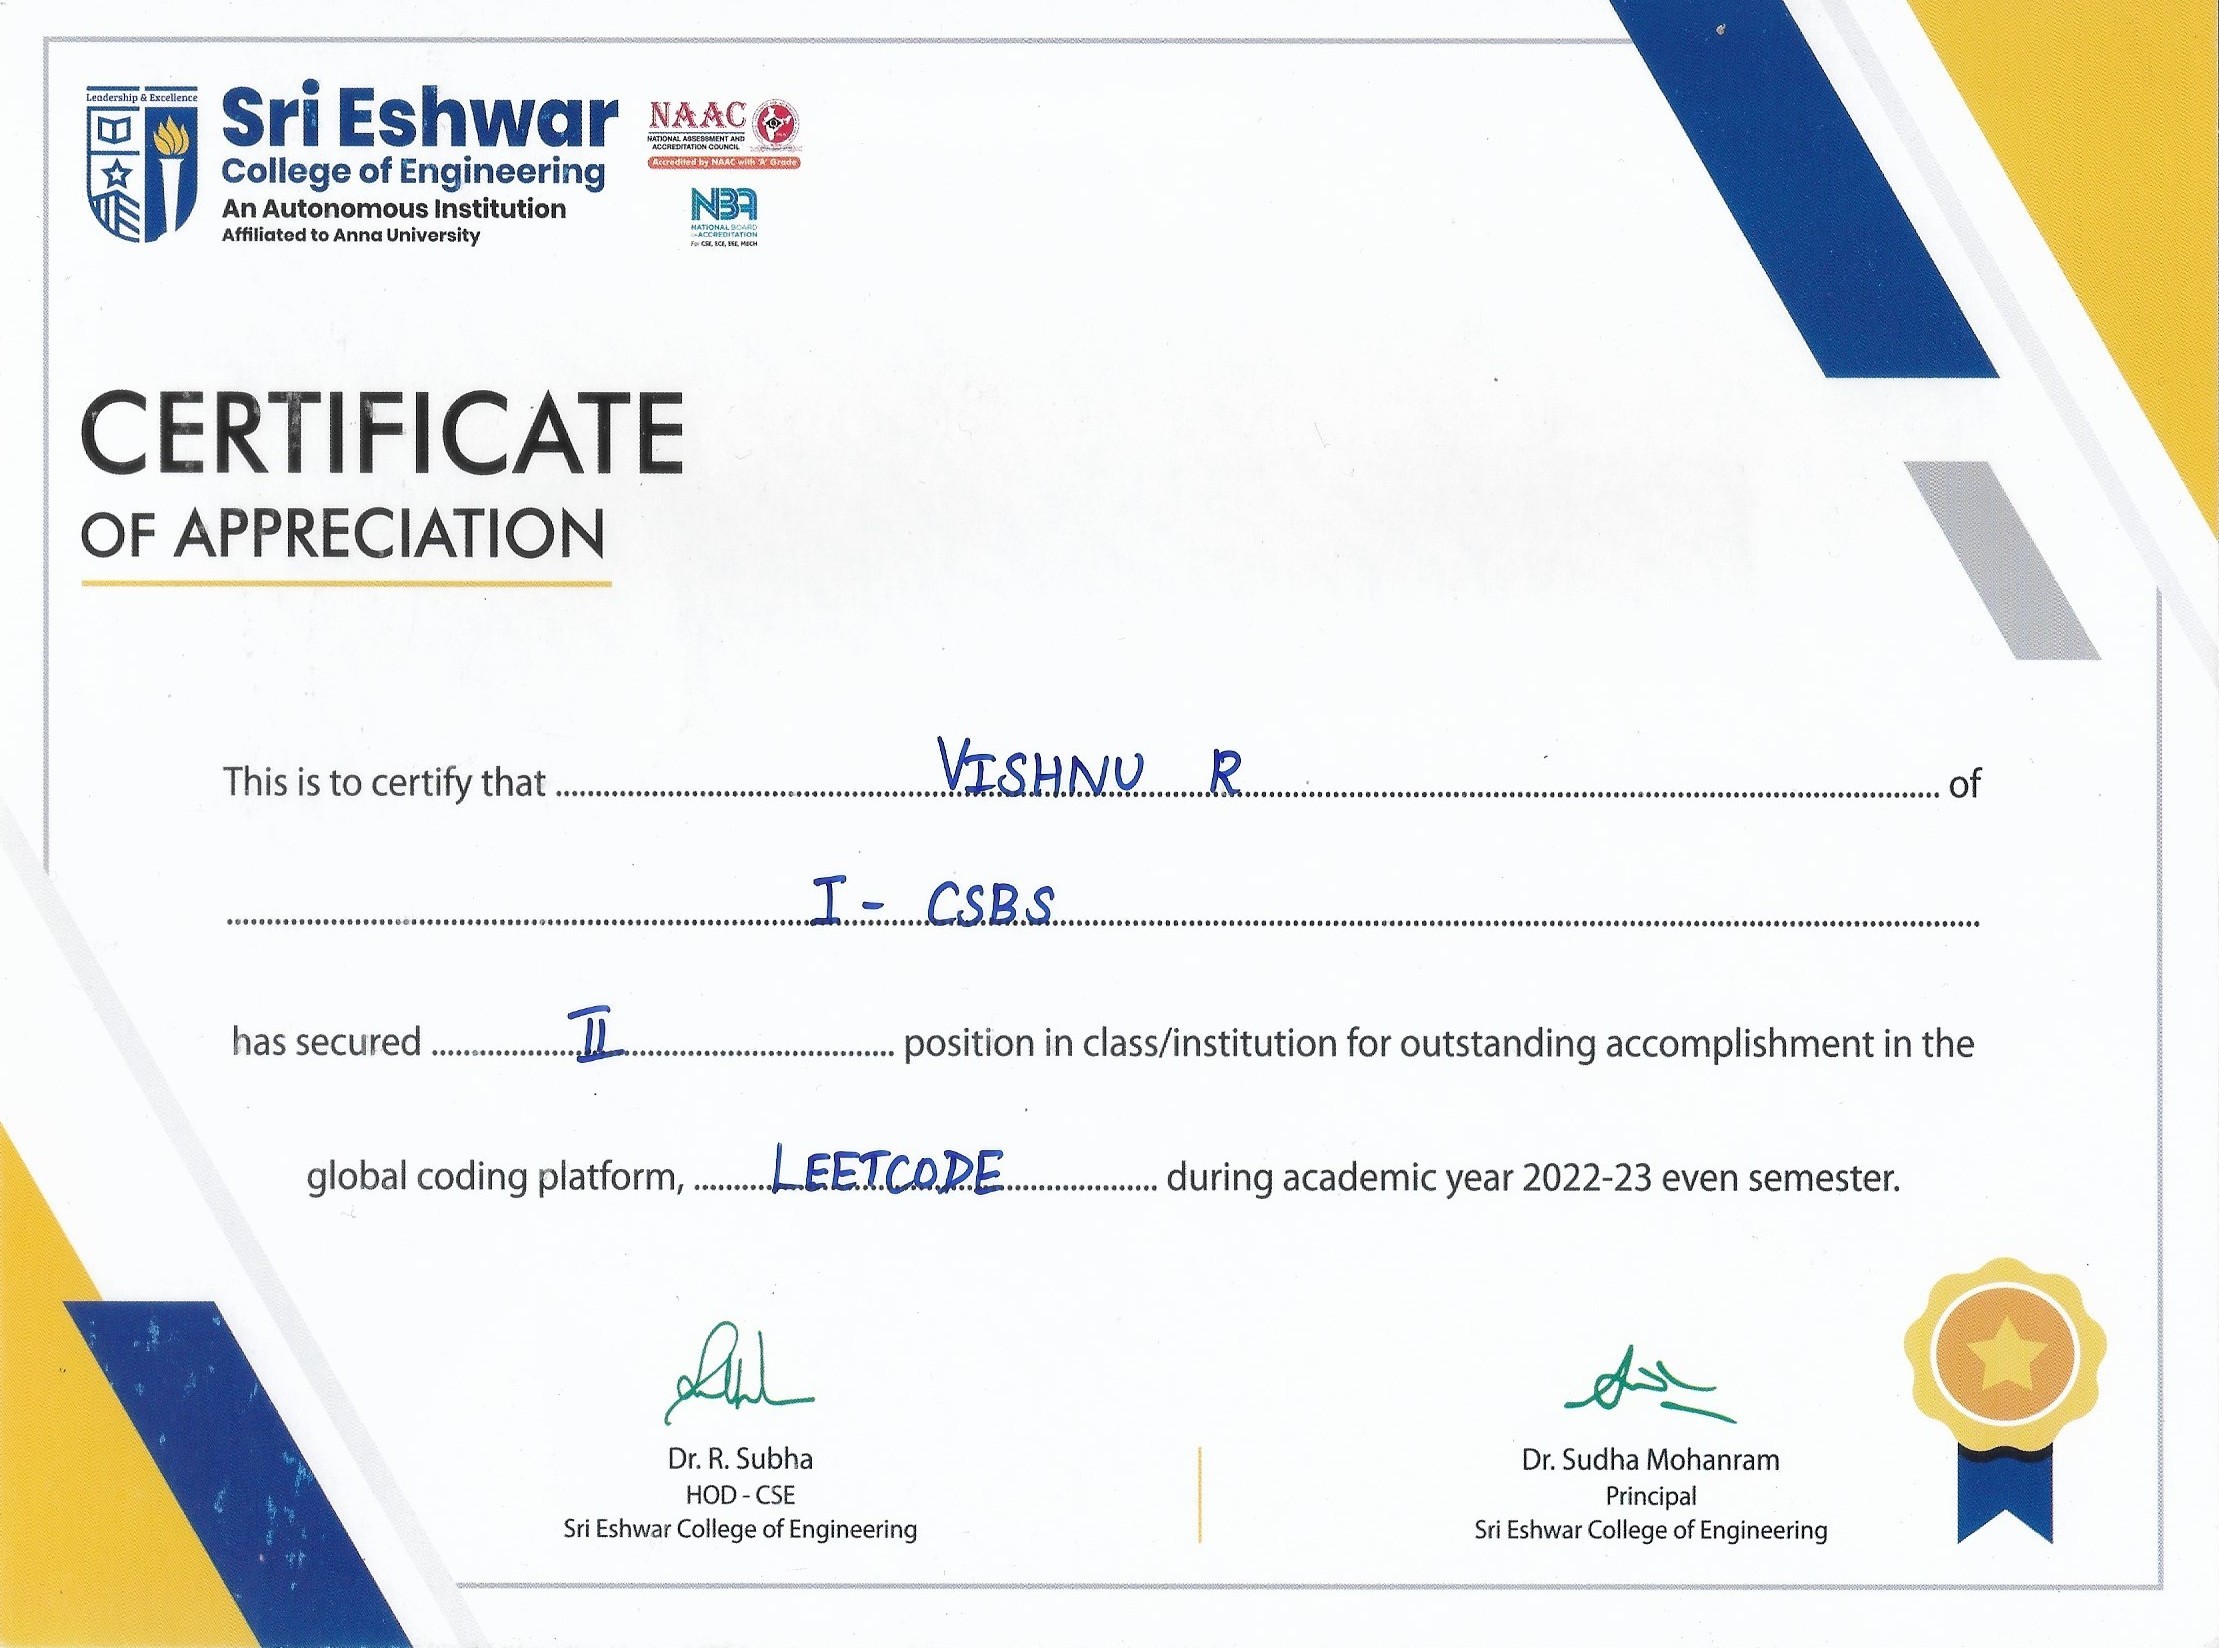 Leadership & Excellence
Sri Eshwar
College of Engineering
An Autonomous Institution
Affiliated to Anna University
NAAC
NATIONAL ASSESSMENT AND
ACCREDITATION COUNCIL
Accredited by NAAC with 'A' Grade
NBA
NATIONAL BOARD
of ACCREDITATION
For CSE, ECE, EEE, MECH
CERTIFICATE
OF APPRECIATION
This is to certify that VISHNU R of
I - CSBS
has secured II position in class/institution for outstanding accomplishment in the
global coding platform, LEETCODE during academic year 2022-23 even semester.
Dr. R. Subha
HOD - CSE
Sri Eshwar College of Engineering
Dr. Sudha Mohanram
Principal
Sri Eshwar College of Engineering